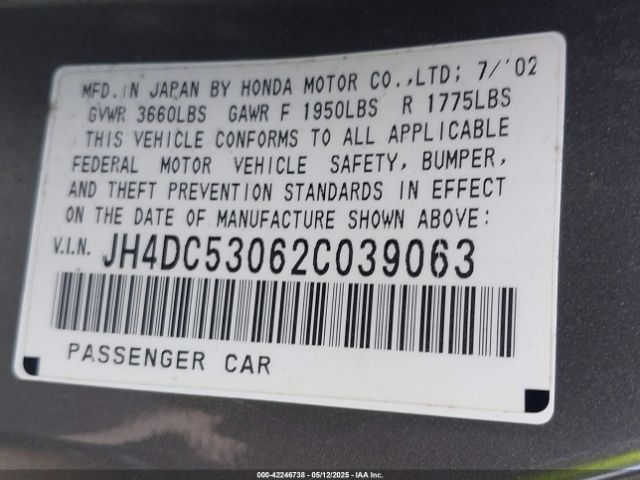 MFD.IN JAPAN BY HONDA MOTOR CO.,LTD; 7/'02
GVWR 3660LBS GAWR F 1950LBS R 1775LBS
THIS VEHICLE CONFORMS TO ALL APPLICABLE
FEDERAL MOTOR VEHICLE SAFETY, BUMPER,
AND THEFT PREVENTION STANDARDS IN EFFECT
ON THE DATE OF MANUFACTURE SHOWN ABOVE:
V.I.N. JH4DC53062C039063
PASSENGER CAR
000-42246738 - 05/12/2025 - IAA Inc.